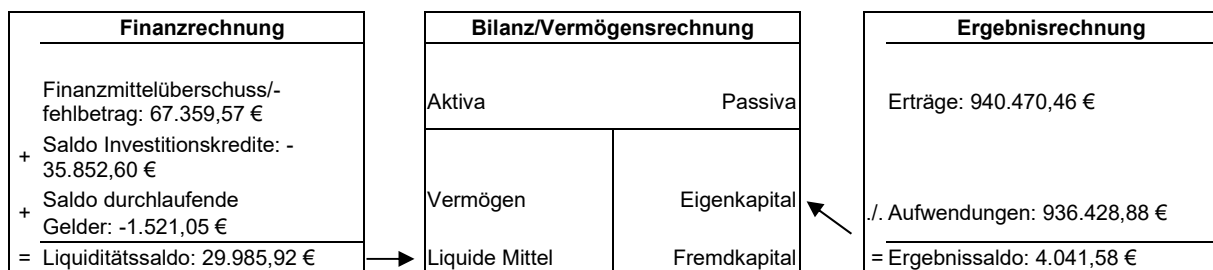 Finanzrechnung
Finanzmittelüberschuss/-
fehlbetrag: 67.359,57 €
+ Saldo Investitionskredite: -
35.852,60 €
+ Saldo durchlaufende
Gelder: -1.521,05 €
= Liquiditätssaldo: 29.985,92 €
Bilanz/Vermögensrechnung
Aktiva Passiva
Vermögen Eigenkapital
Liquide Mittel Fremdkapital
Ergebnisrechnung
Erträge: 940.470,46 €
./. Aufwendungen: 936.428,88 €
= Ergebnissaldo: 4.041,58 €